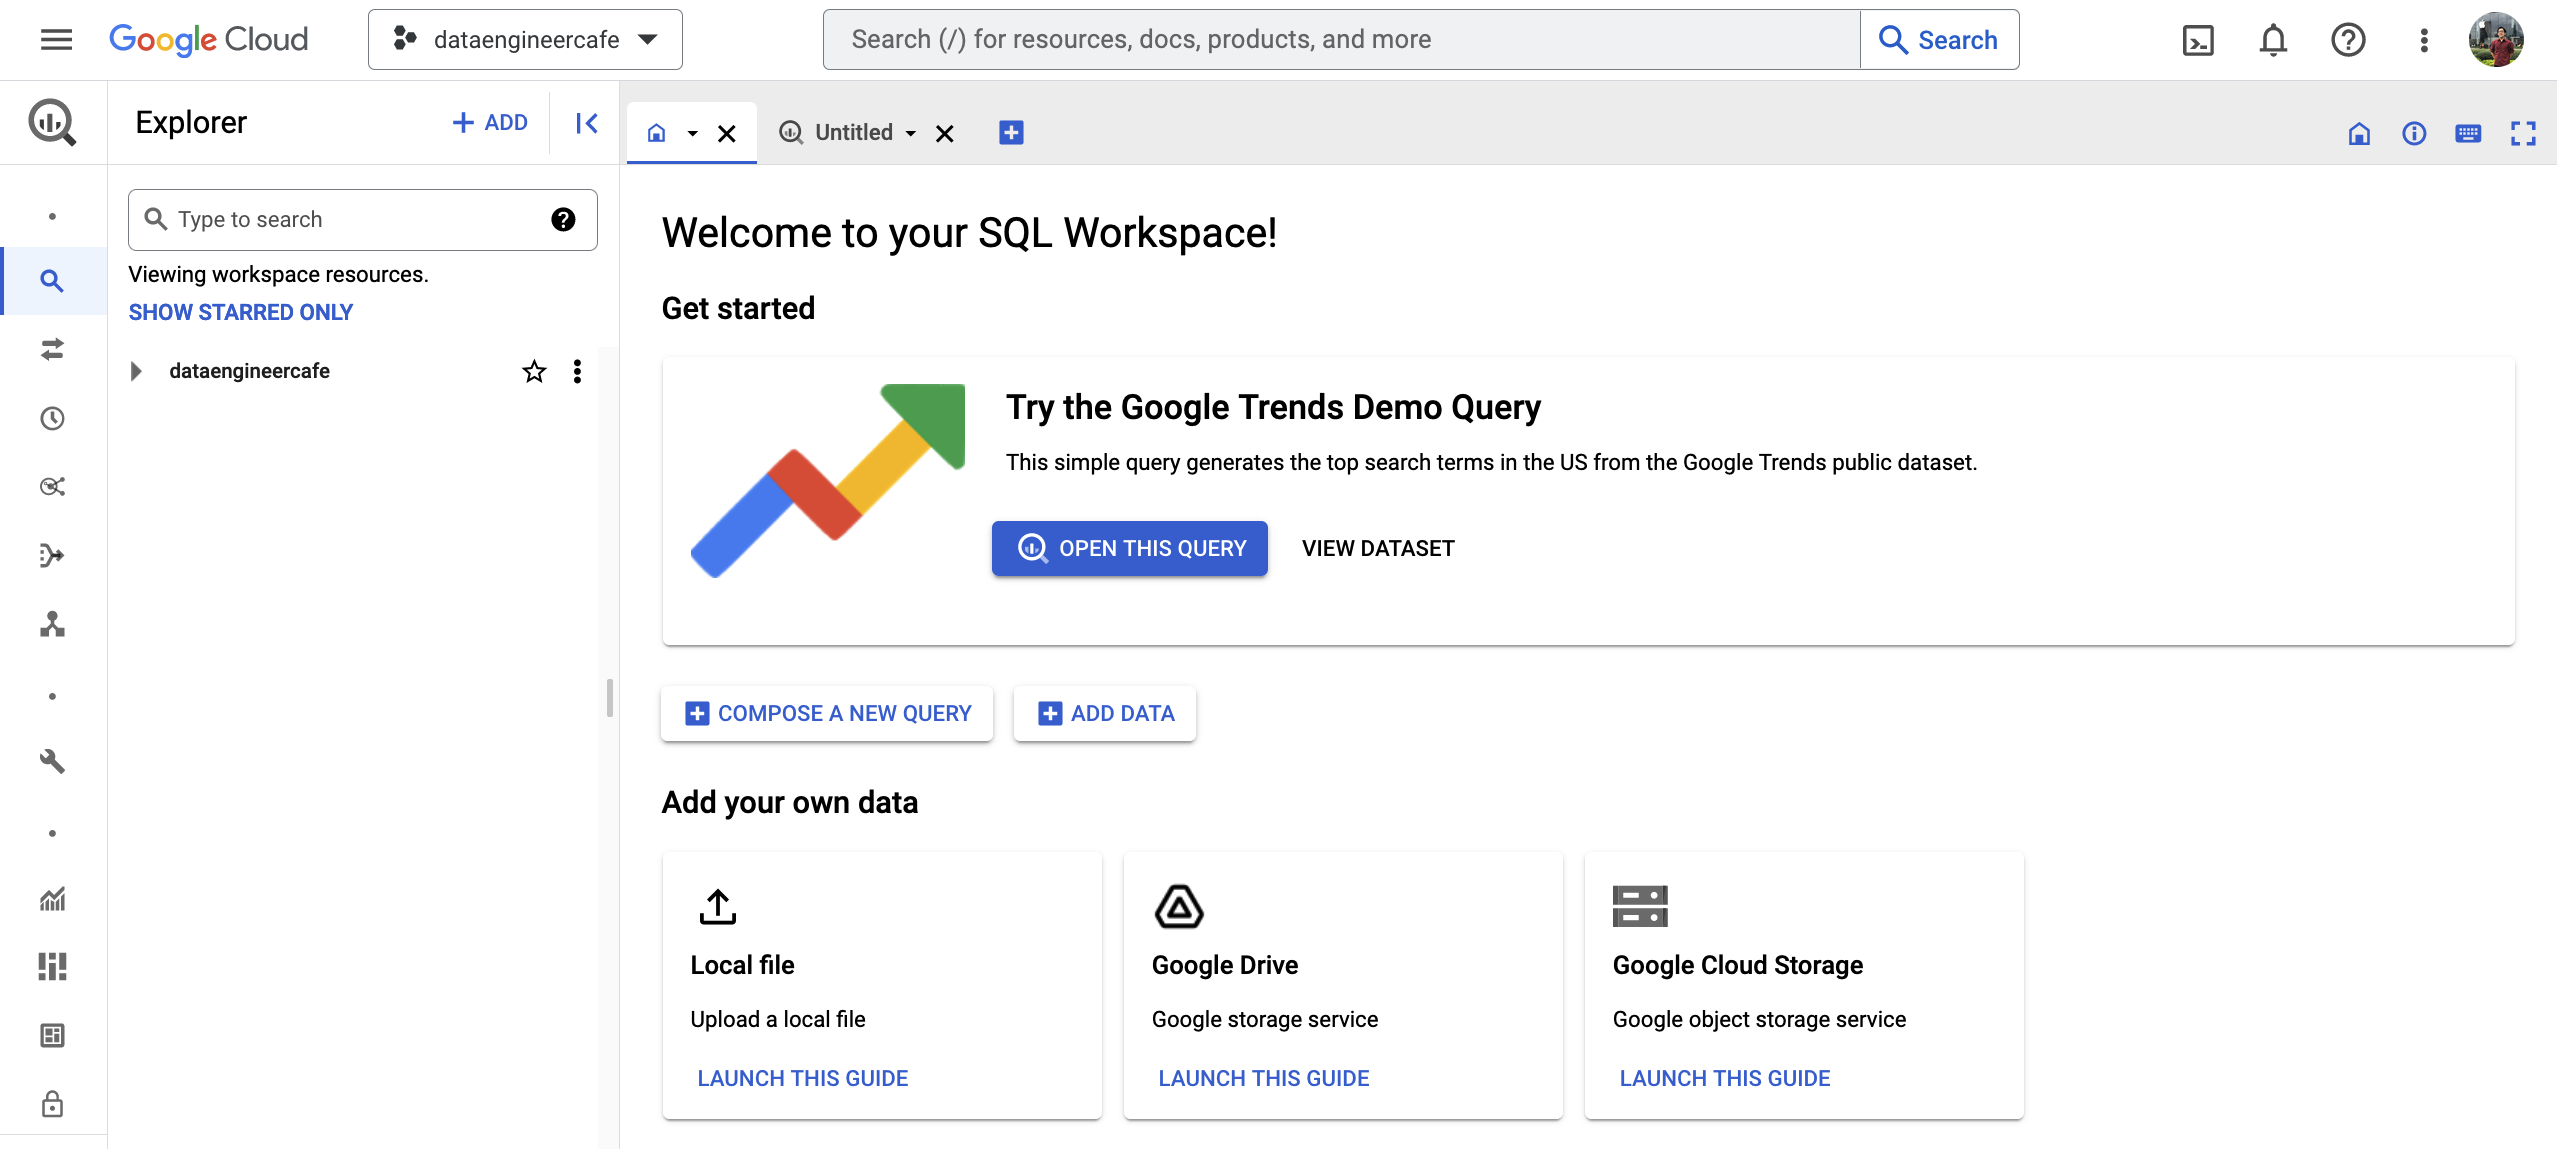 Google Cloud
dataengineercafe
Search (/) for resources, docs, products, and more
Search
Explorer
ADD
Untitled
Type to search
Viewing workspace resources.
SHOW STARRED ONLY
dataengineercafe
Welcome to your SQL Workspace!
Get started
Try the Google Trends Demo Query
This simple query generates the top search terms in the US from the Google Trends public dataset.
OPEN THIS QUERY
VIEW DATASET
COMPOSE A NEW QUERY
ADD DATA
Add your own data
Local file
Upload a local file
LAUNCH THIS GUIDE
Google Drive
Google storage service
LAUNCH THIS GUIDE
Google Cloud Storage
Google object storage service
LAUNCH THIS GUIDE